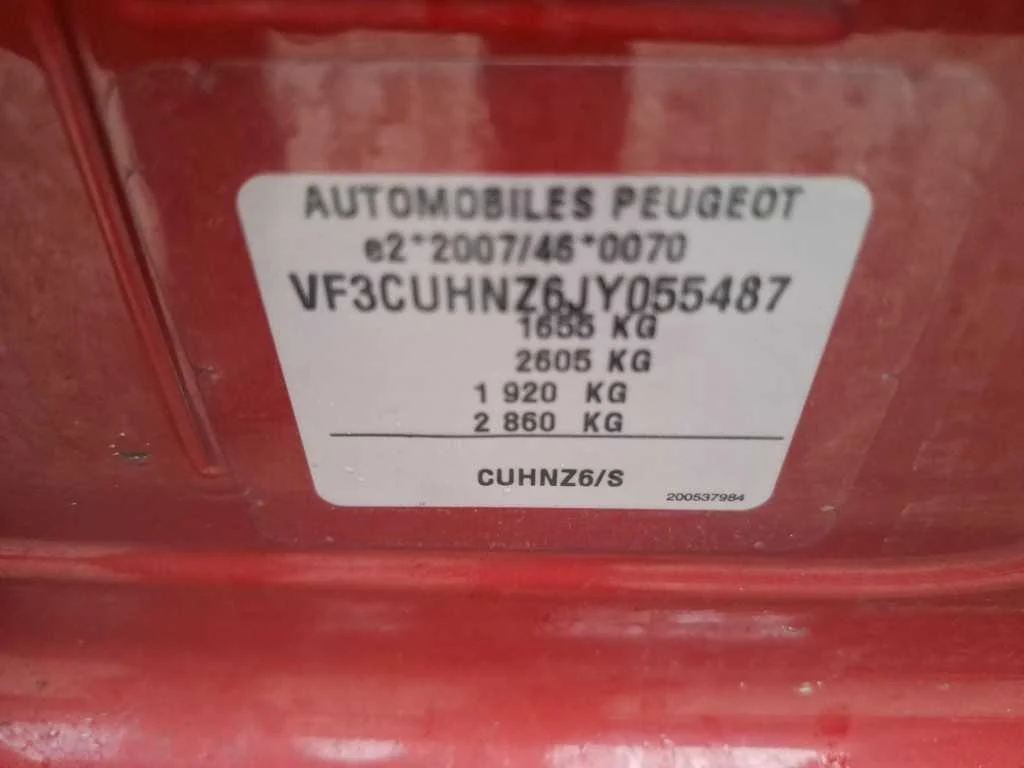 AUTOMOBILES PEUGEOT
e2*2007/46*0070
VF3CUHNZ6JY055487
1655 KG
2605 KG
1 920 KG
2 860 KG
CUHNZ6/S
200537984